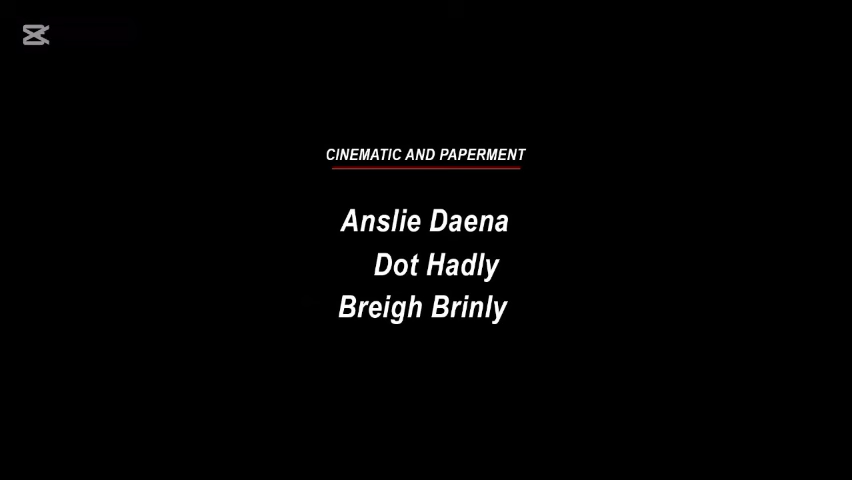 CINEMATIC AND PAPERMENT
Anslie Daena
Dot Hadly
Breigh Brinly